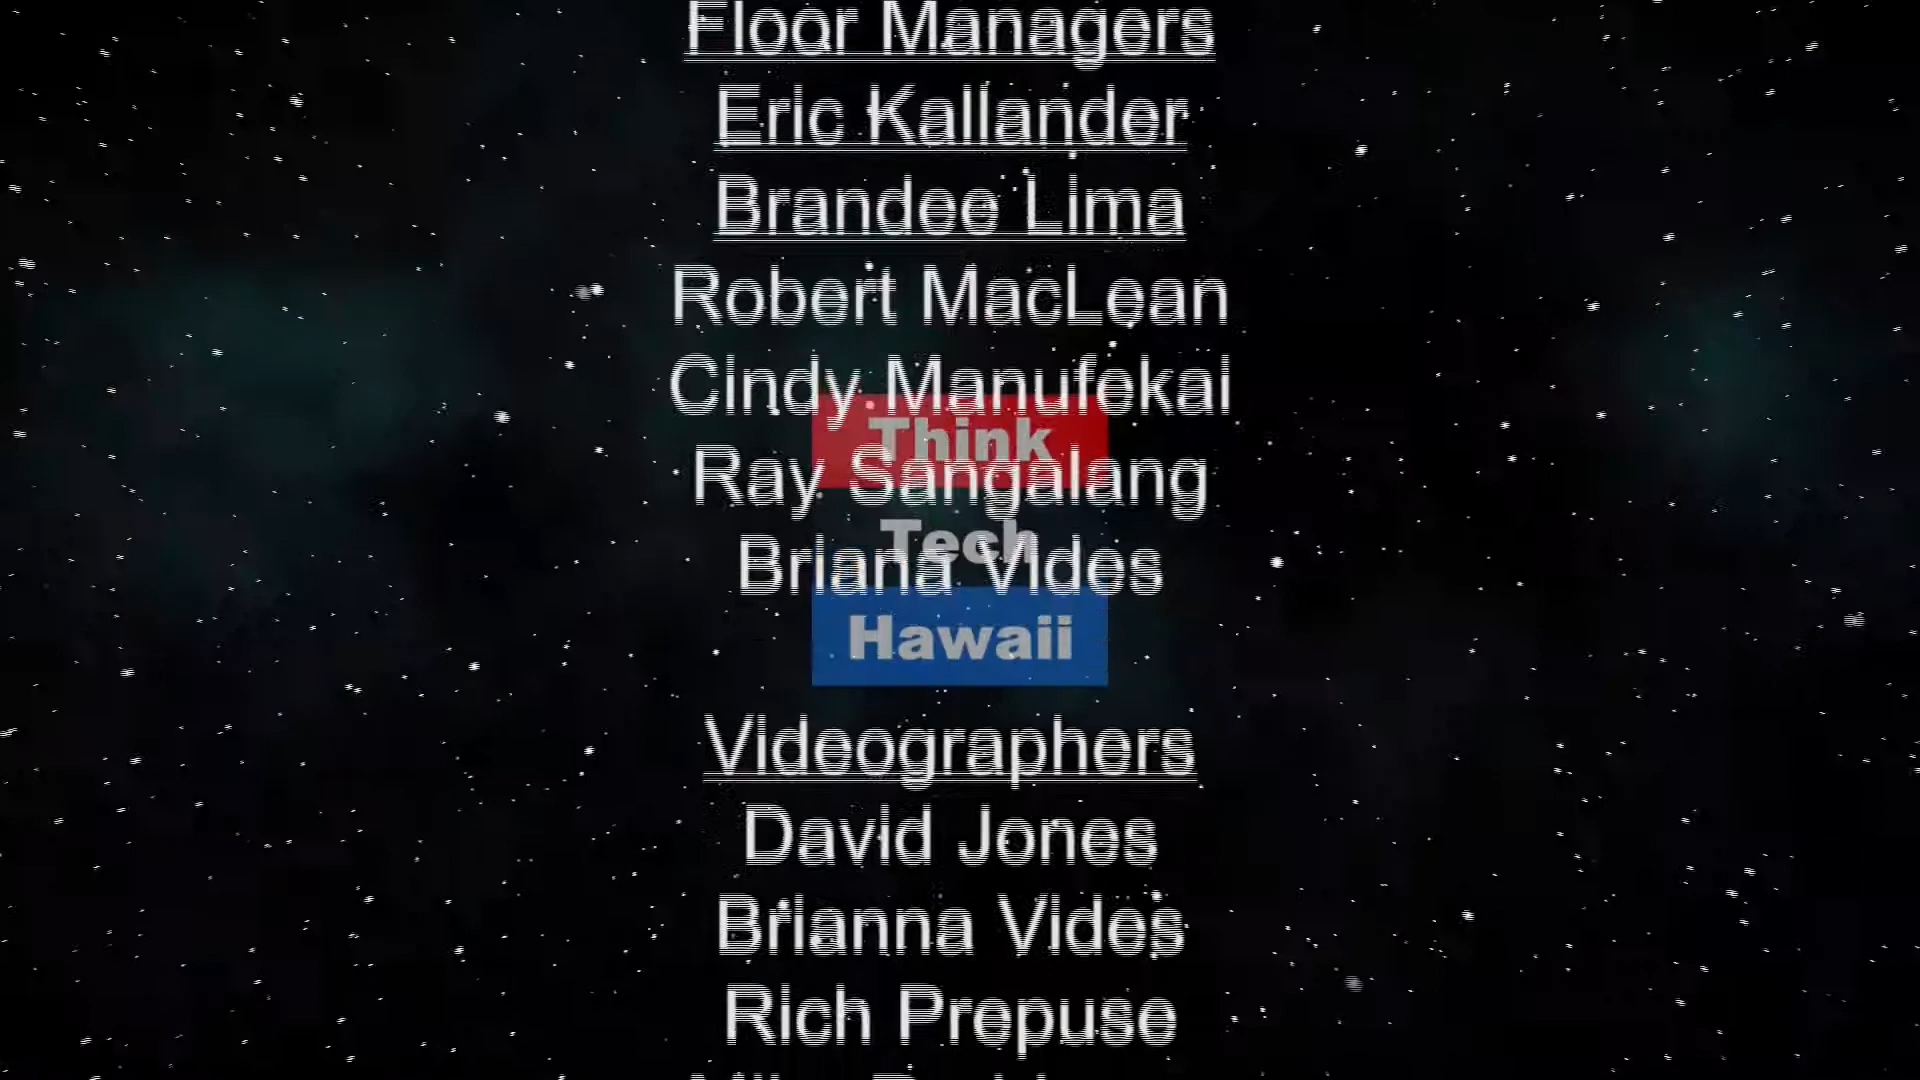 Floor Managers
Eric Kallander
Brandee Lima
Robert MacLean
Cindy Manufekai
Think
Ray Sangalang
Tech
Briana Vides
Hawaii
Videographers
David Jones
Brianna Vides
Rich Prepuse